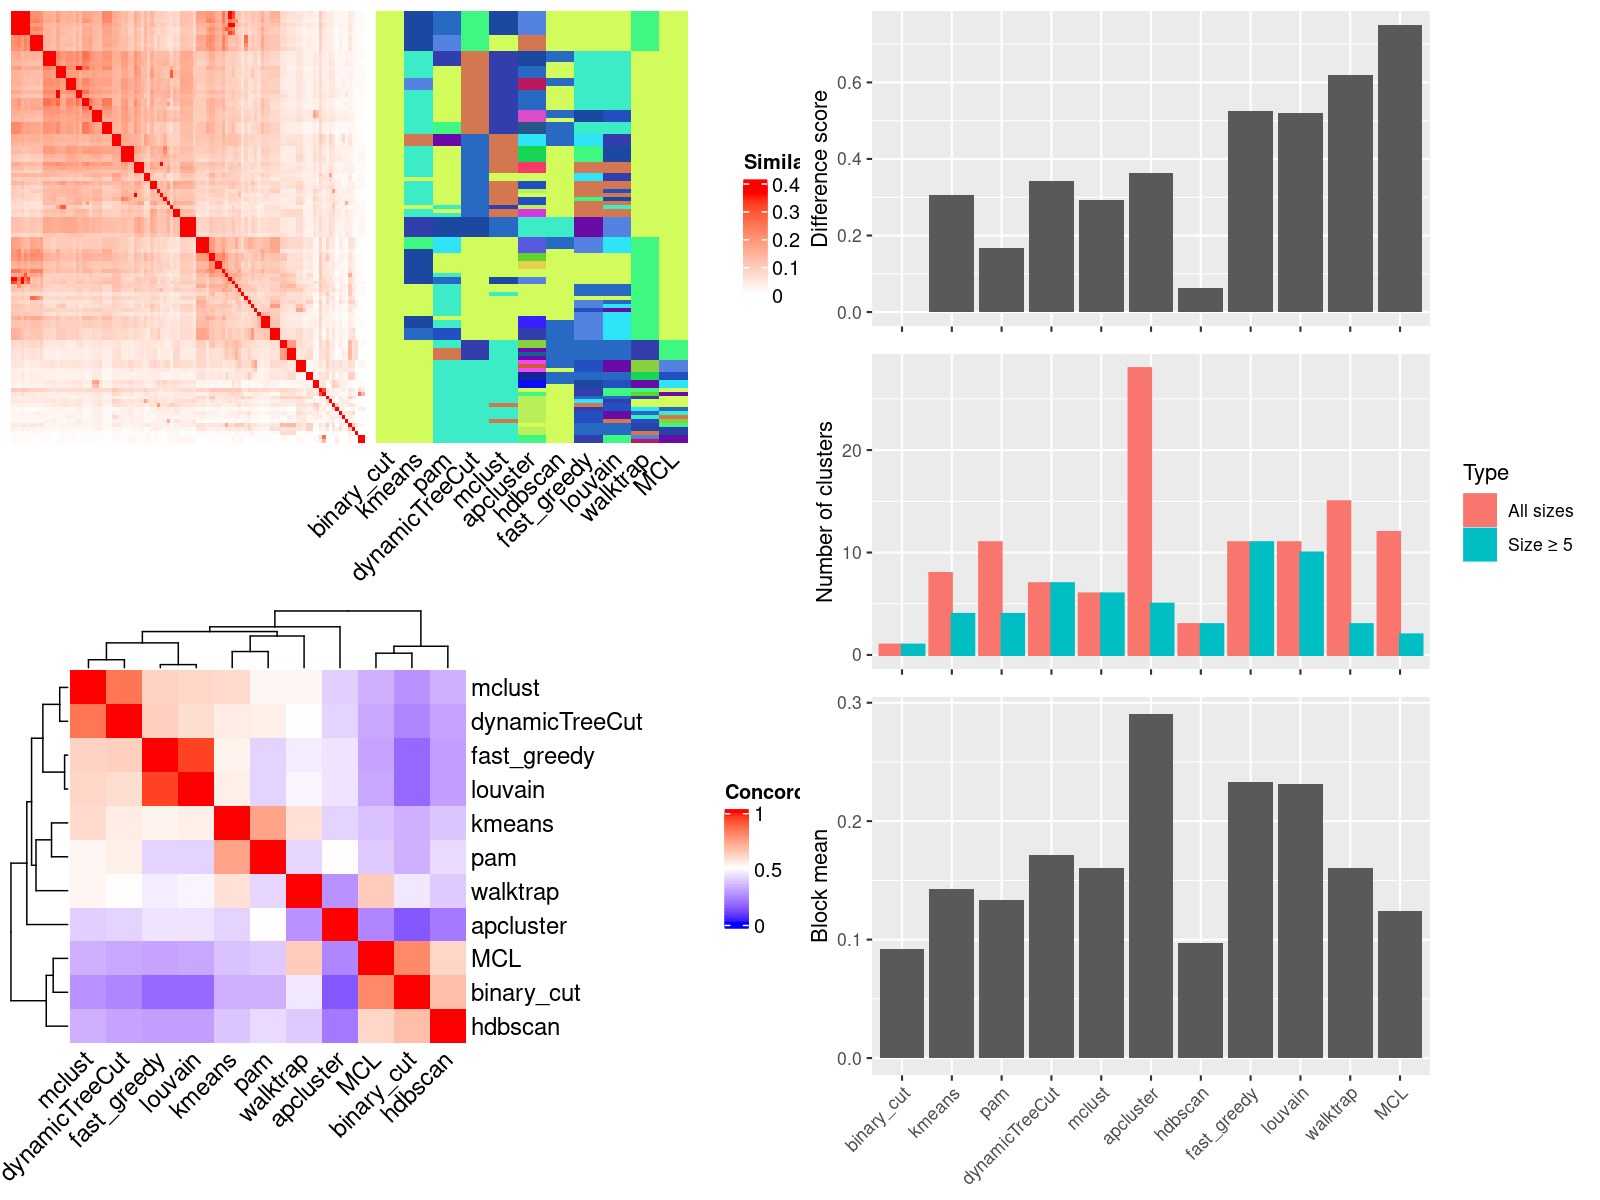 Simila
0.4
0.3
0.2
0.1
0
binary_cut
kmeans
pam
dynamicTreeCut
mclust
apcluster
hdbscan
fast_greedy
louvain
walktrap
MCL
Difference score
0.6
0.4
0.2
0.0
Number of clusters
20
10
0
Type
All sizes
Size ≥ 5
mclust
dynamicTreeCut
fast_greedy
louvain
kmeans
pam
walktrap
apcluster
MCL
binary_cut
hdbscan
mclust
dynamicTreeCut
fast_greedy
louvain
kmeans
pam
walktrap
apcluster
MCL
binary_cut
hdbscan
Concord
1
0.5
0
Block mean
0.3
0.2
0.1
0.0
binary_cut
kmeans
pam
dynamicTreeCut
mclust
apcluster
hdbscan
fast_greedy
louvain
walktrap
MCL